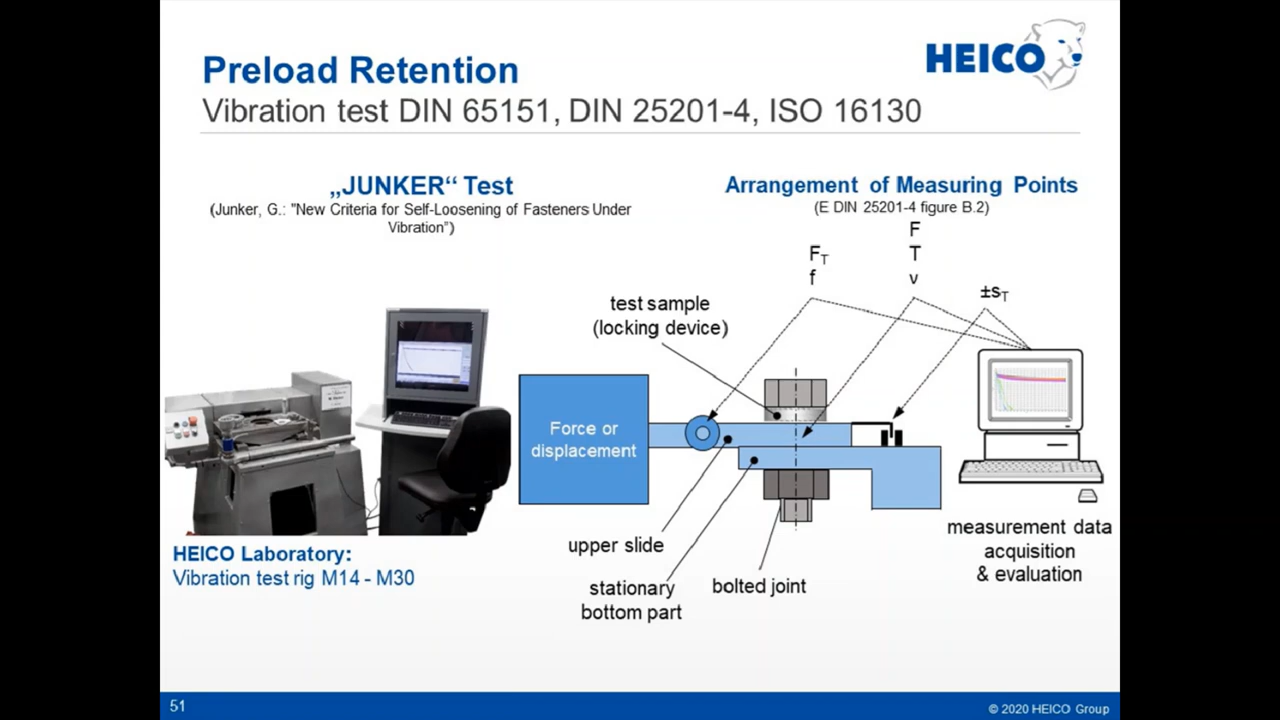 HEICO
Preload Retention
Vibration test DIN 65151, DIN 25201-4, ISO 16130
„JUNKER“ Test
(Junker, G.: "New Criteria for Self-Loosening of Fasteners Under
Vibration”)
Arrangement of Measuring Points
(E DIN 25201-4 figure B.2)
F
T
ν
F_T
f
±s_T
test sample
(locking device)
Force or
displacement
upper slide
stationary
bottom part
bolted joint
measurement data
acquisition
& evaluation
HEICO Laboratory:
Vibration test rig M14 - M30
51
© 2020 HEICO Group